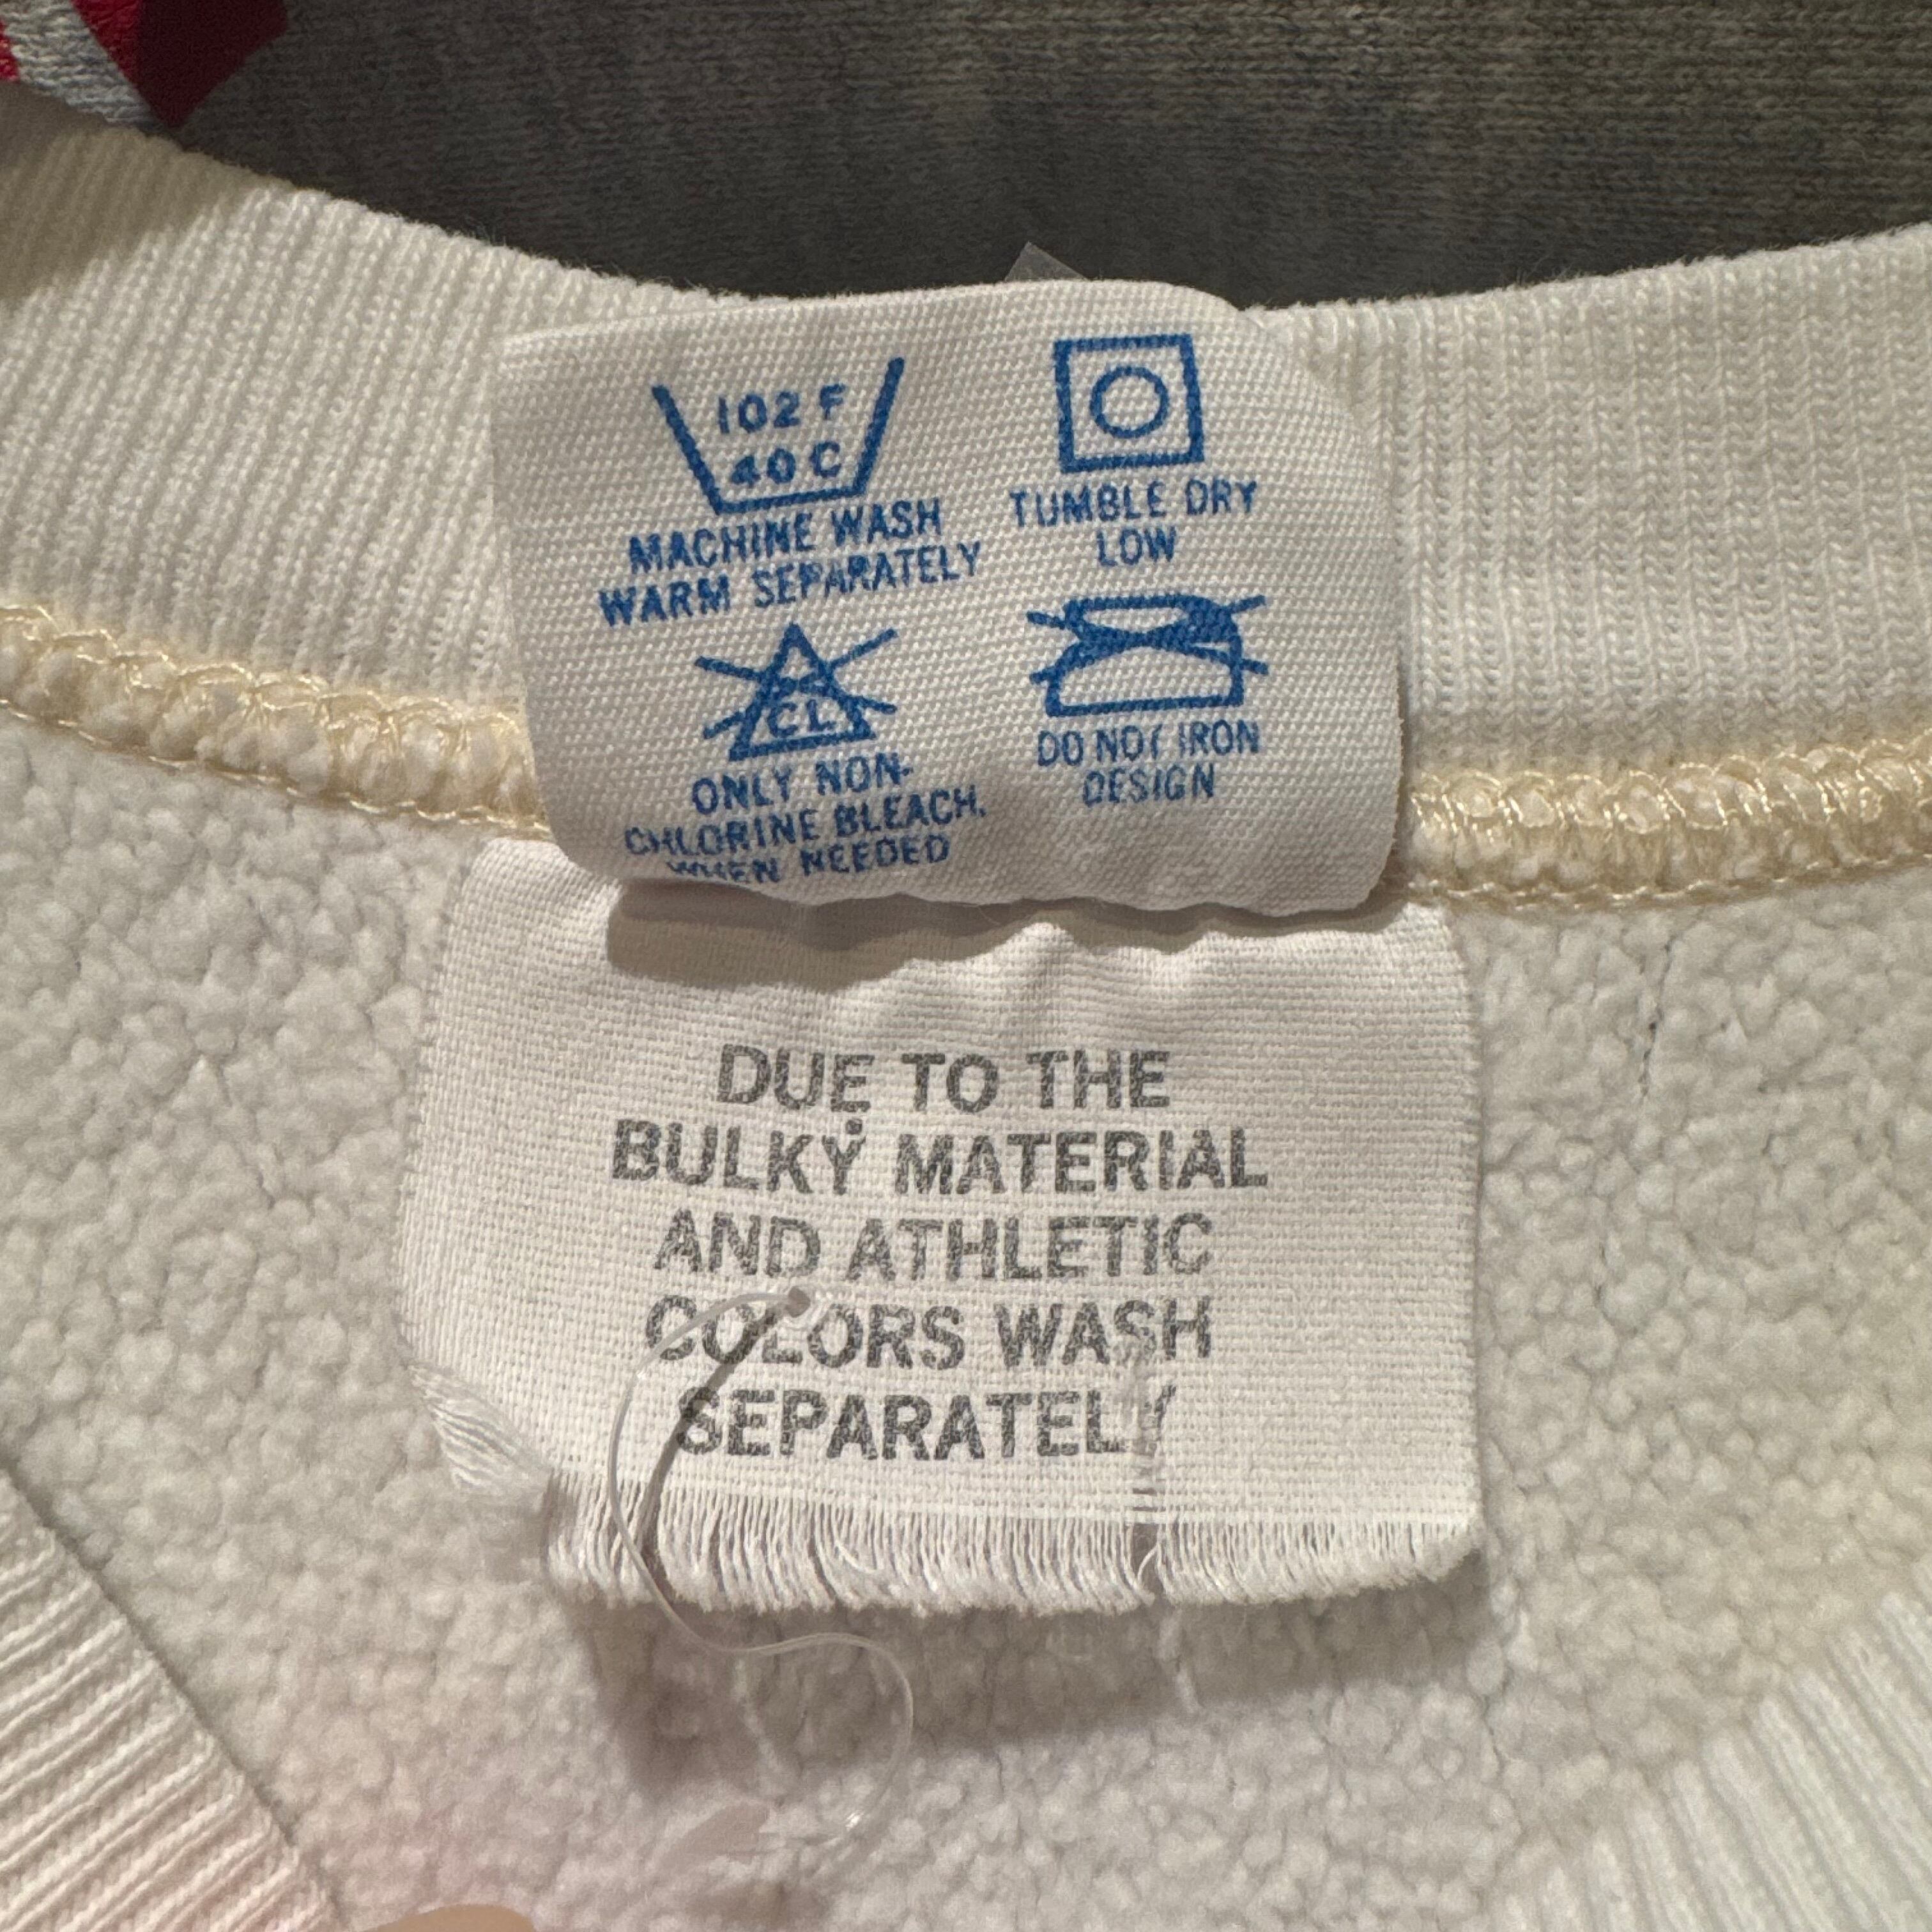 102 F
40 C
MACHINE WASH
WARM SEPARATELY
TUMBLE DRY
LOW
CL
ONLY NON-
CHLORINE BLEACH,
WHEN NEEDED
DO NOT IRON
DESIGN
DUE TO THE
BULKY MATERIAL
AND ATHLETIC
COLORS WASH
SEPARATELY